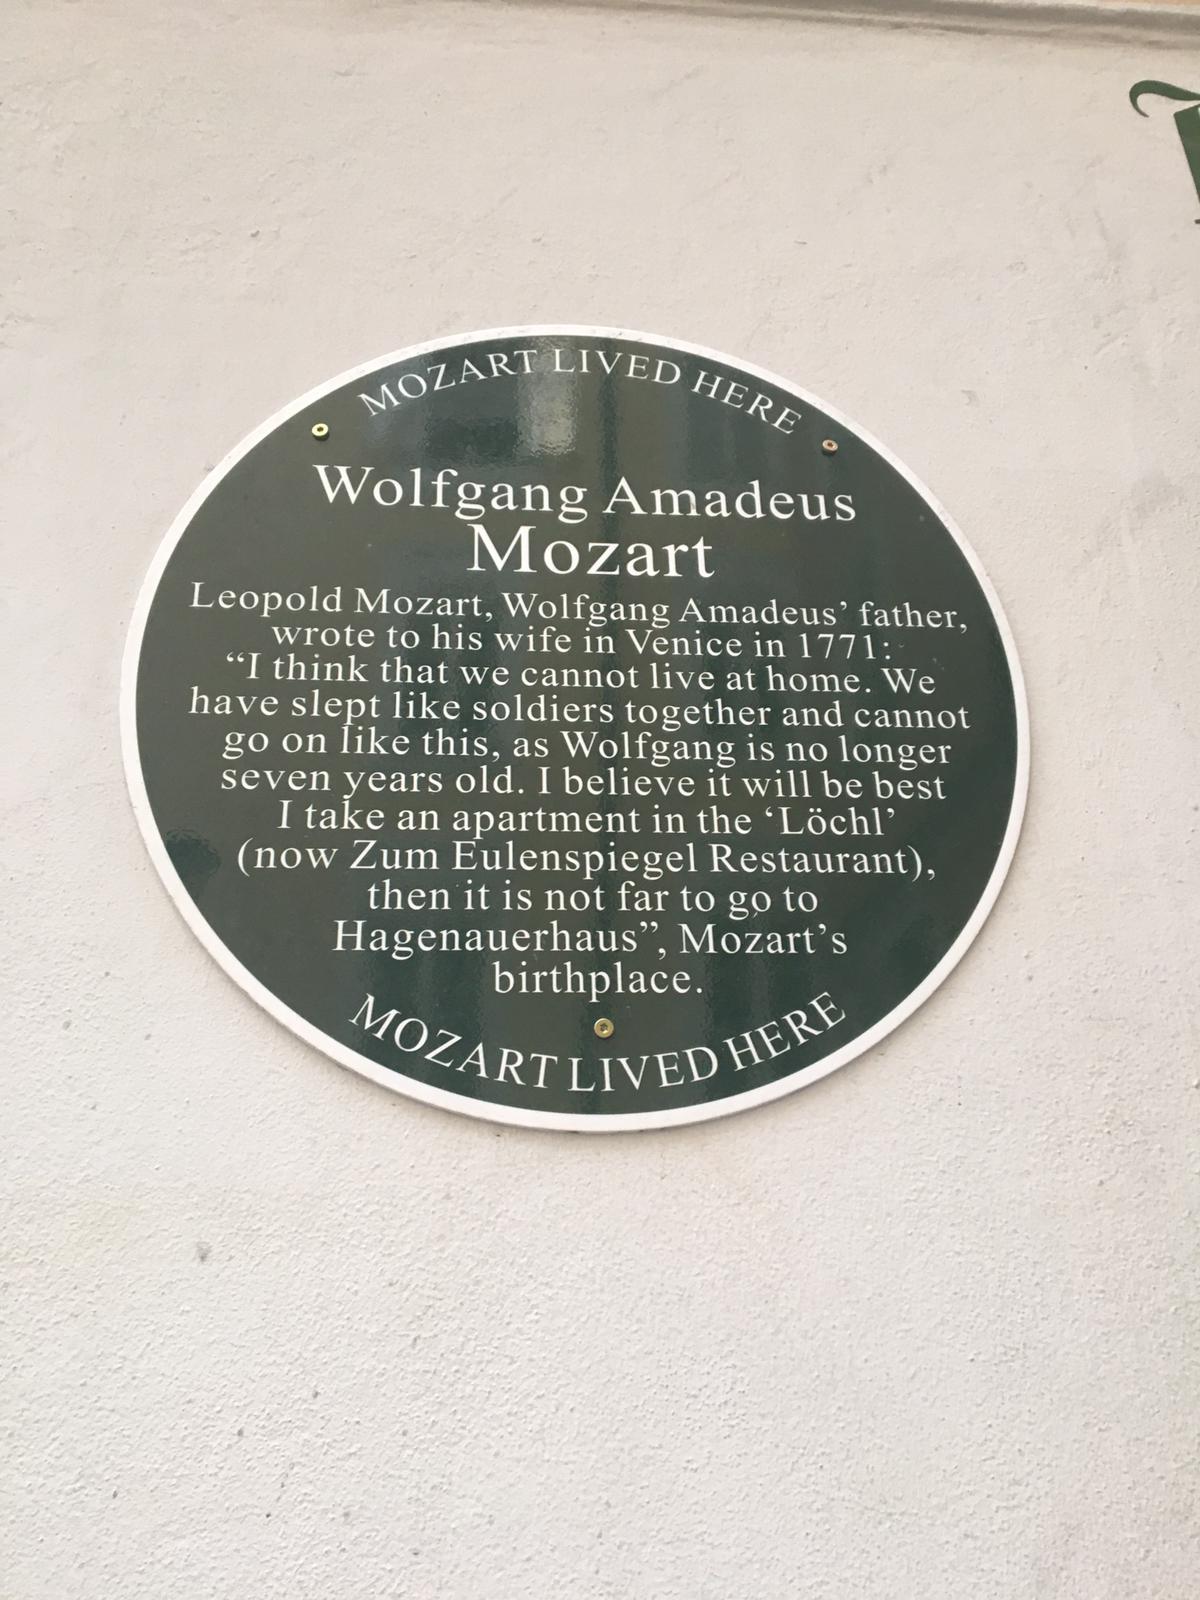 MOZART LIVED HERE
Wolfgang Amadeus
Mozart
Leopold Mozart, Wolfgang Amadeus’ father,
wrote to his wife in Venice in 1771:
“I think that we cannot live at home. We
have slept like soldiers together and cannot
go on like this, as Wolfgang is no longer
seven years old. I believe it will be best
I take an apartment in the ‘Löchl’
(now Zum Eulenspiegel Restaurant),
then it is not far to go to
Hagenauerhaus”, Mozart’s
birthplace.
MOZART LIVED HERE